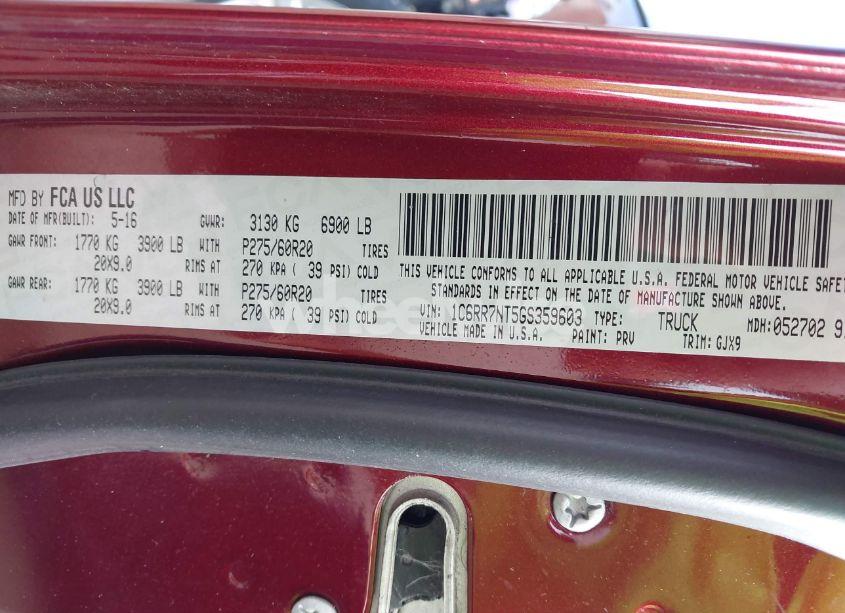 MFD BY FCA US LLC
DATE OF MFR(BUILT): 5-16 GVWR: 3130 KG 6900 LB
GAWR FRONT: 1770 KG 3900 LB WITH P275/60R20 TIRES
20X9.0 RIMS AT 270 KPA ( 39 PSI) COLD
GAWR REAR: 1770 KG 3900 LB WITH P275/60R20 TIRES
20X9.0 RIMS AT 270 KPA ( 39 PSI) COLD
THIS VEHICLE CONFORMS TO ALL APPLICABLE U.S.A. FEDERAL MOTOR VEHICLE SAFET
STANDARDS IN EFFECT ON THE DATE OF MANUFACTURE SHOWN ABOVE.
VIN: 1C6RR7NT5GS359603 TYPE: TRUCK MDH:052702 9
VEHICLE MADE IN U.S.A. PAINT: PRV TRIM: GJX9